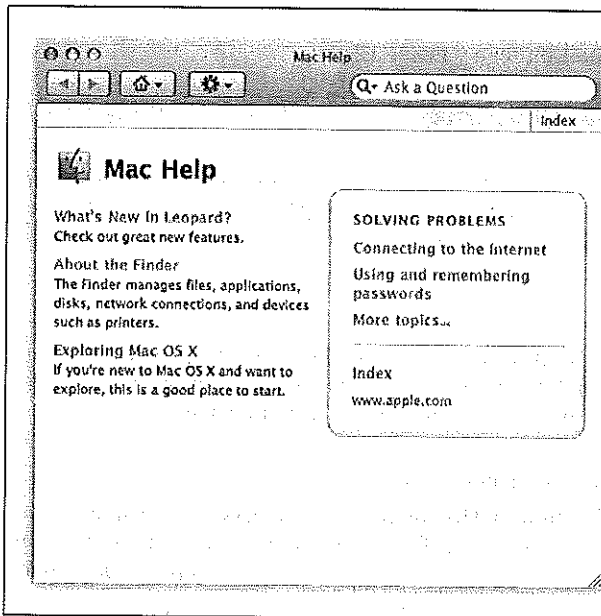 Mac Help
Ask a Question
Index
Mac Help
What's New in Leopard?
Check out great new features.
About the Finder
The Finder manages files, applications,
disks, network connections, and devices
such as printers.
Exploring Mac OS X
If you're new to Mac OS X and want to
explore, this is a good place to start.
SOLVING PROBLEMS
Connecting to the Internet
Using and remembering
passwords
More topics...
Index
www.apple.com